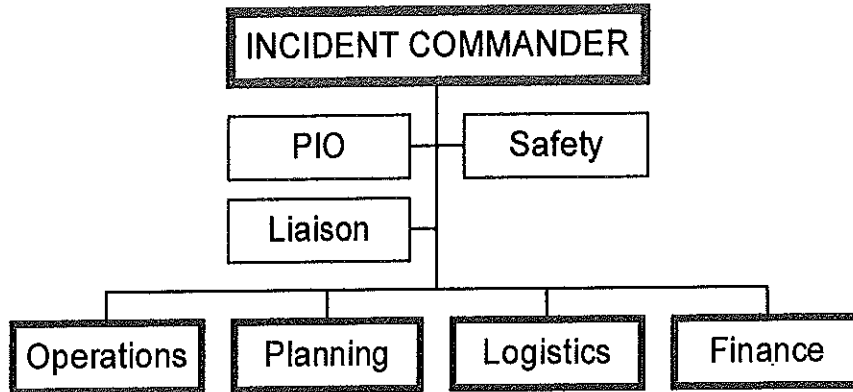 INCIDENT COMMANDER
PIO
Safety
Liaison
Operations
Planning
Logistics
Finance